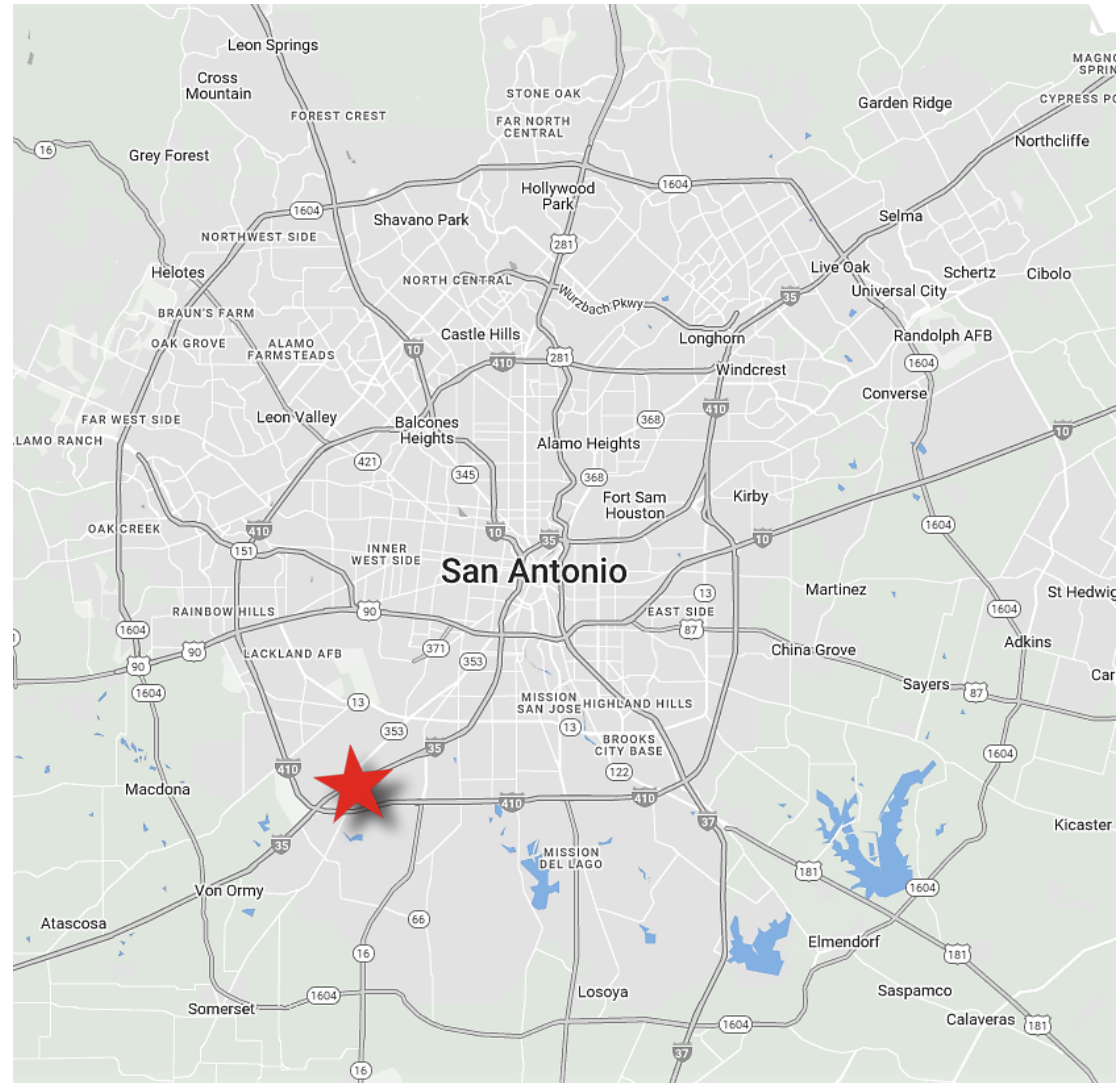 Leon Springs
MAGNO
SPRIN
Cross
Mountain
STONE OAK
CYPRESS PO
Garden Ridge
FOREST CREST
FAR NORTH
CENTRAL
Northcliffe
16
Grey Forest
Hollywood
Park
1604
1604
Shavano Park
Selma
NORTHWEST SIDE
281
Helotes
NORTH CENTRAL
Live Oak
Schertz
Cibolo
Wurzbach Pkwy
35
Universal City
BRAUN'S FARM
OAK GROVE
ALAMO
FARMSTEADS
Castle Hills
Longhorn
Randolph AFB
10
410
281
Windcrest
1604
Converse
FAR WEST SIDE
Leon Valley
Balcones
Heights
368
410
10
LAMO RANCH
Alamo Heights
421
345
368
Fort Sam
Houston
Kirby
OAK CREEK
410
10
35
10
1604
151
INNER
WEST SIDE
San Antonio
13
Martinez
St Hedwig
RAINBOW HILLS
90
EAST SIDE
87
1604
1604
90
90
LACKLAND AFB
371
353
China Grove
Adkins
1604
Sayers
87
Car
13
MISSION
SAN JOSE
HIGHLAND HILLS
353
35
13
BROOKS
CITY BASE
122
1604
410
Macdona
410
410
37
Kicaster
35
MISSION
DEL LAGO
181
Von Ormy
1604
Atascosa
66
16
Elmendorf
181
Somerset
1604
Losoya
Saspamco
1604
Calaveras
181
37
16